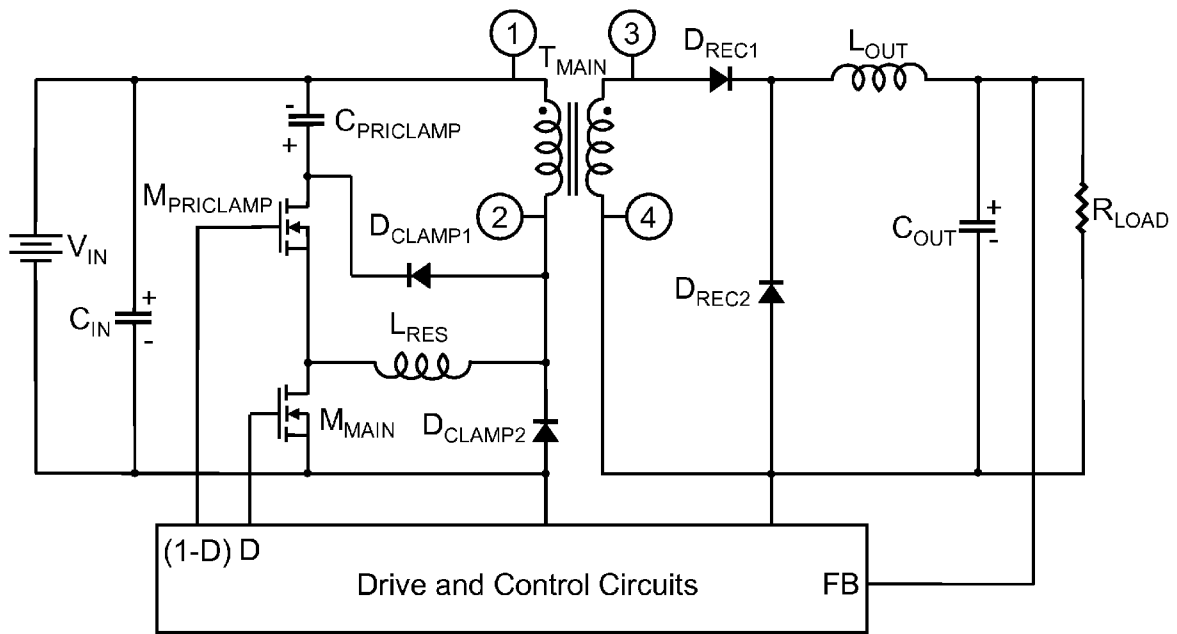 1
3
T_MAIN
D_REC1
L_OUT
-
C_PRICLAMP
+
M_PRICLAMP
2
4
D_CLAMP1
V_IN
C_OUT
+
-
R_LOAD
C_IN
+
-
L_RES
D_REC2
M_MAIN
D_CLAMP2
(1-D) D
Drive and Control Circuits
FB